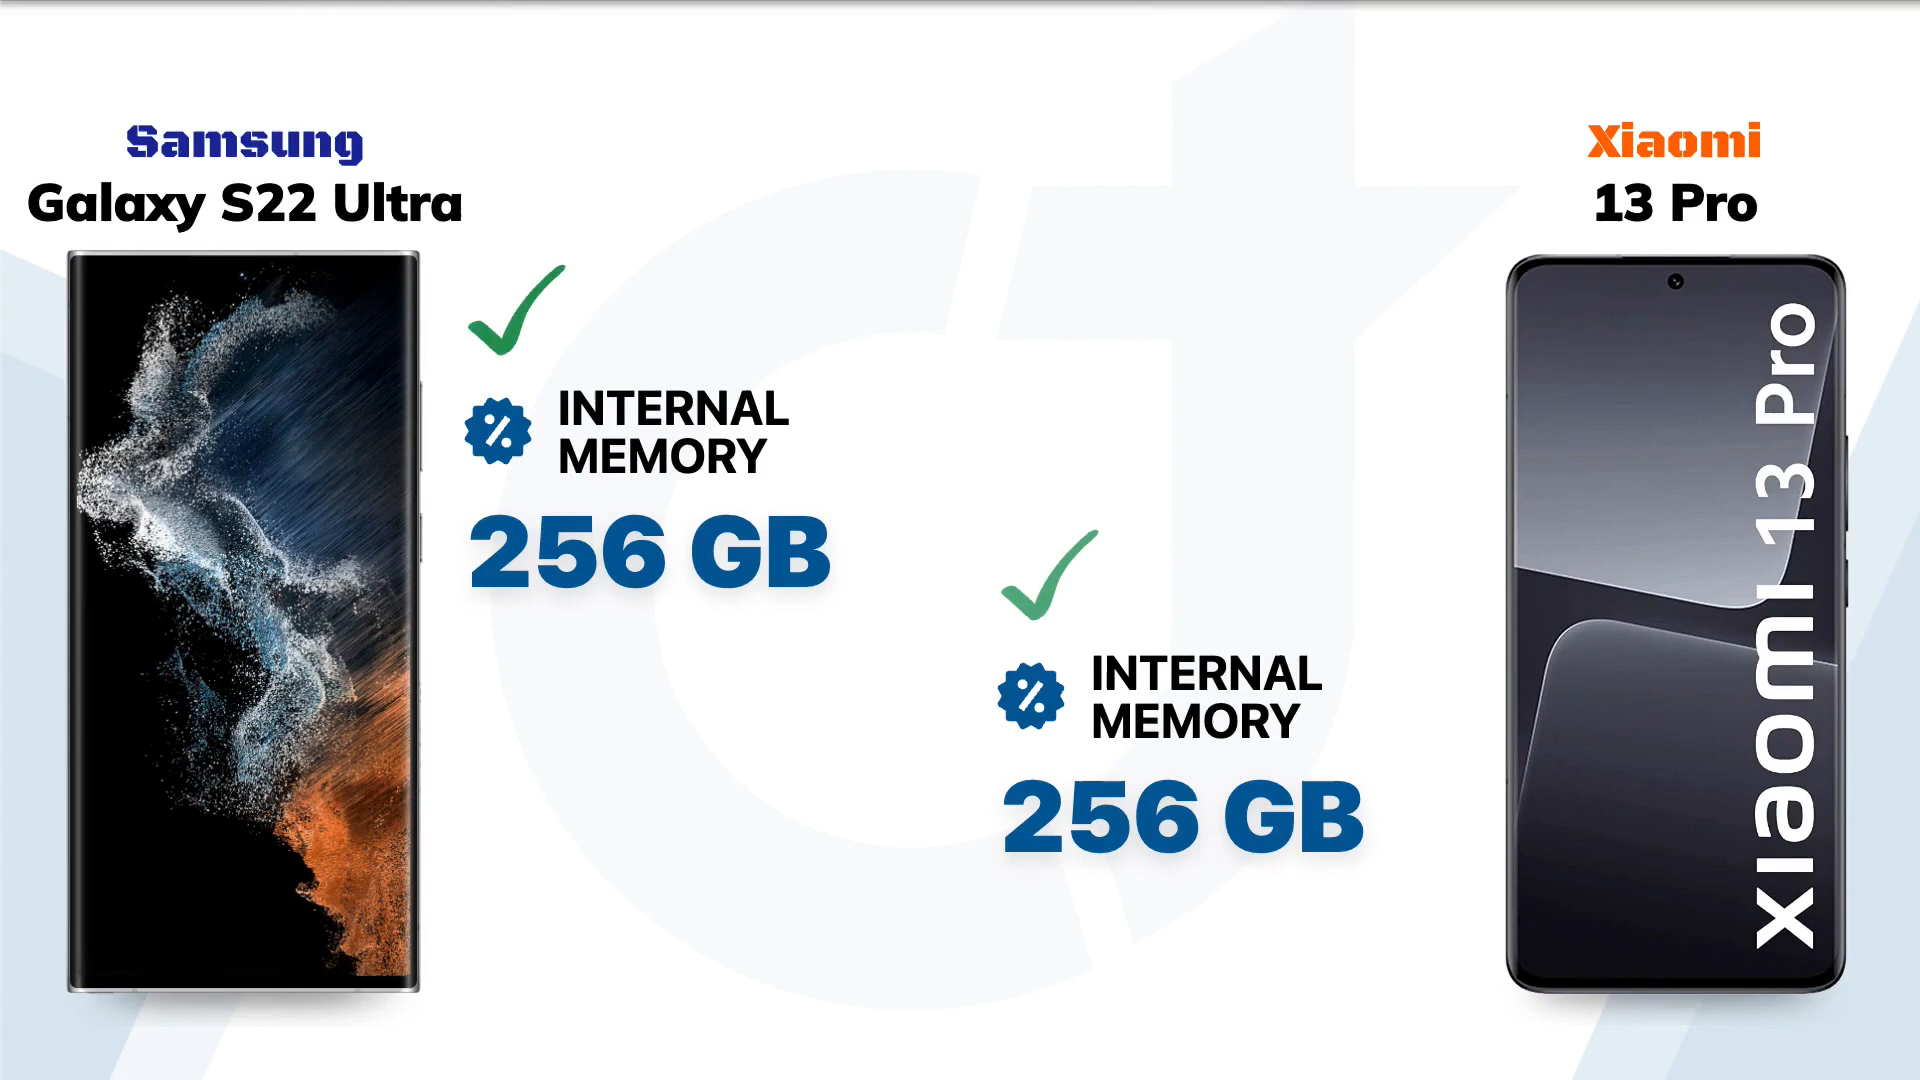 Samsung
Galaxy S22 Ultra
INTERNAL
MEMORY
256 GB
Xiaomi
13 Pro
INTERNAL
MEMORY
256 GB
xiaomi 13 Pro